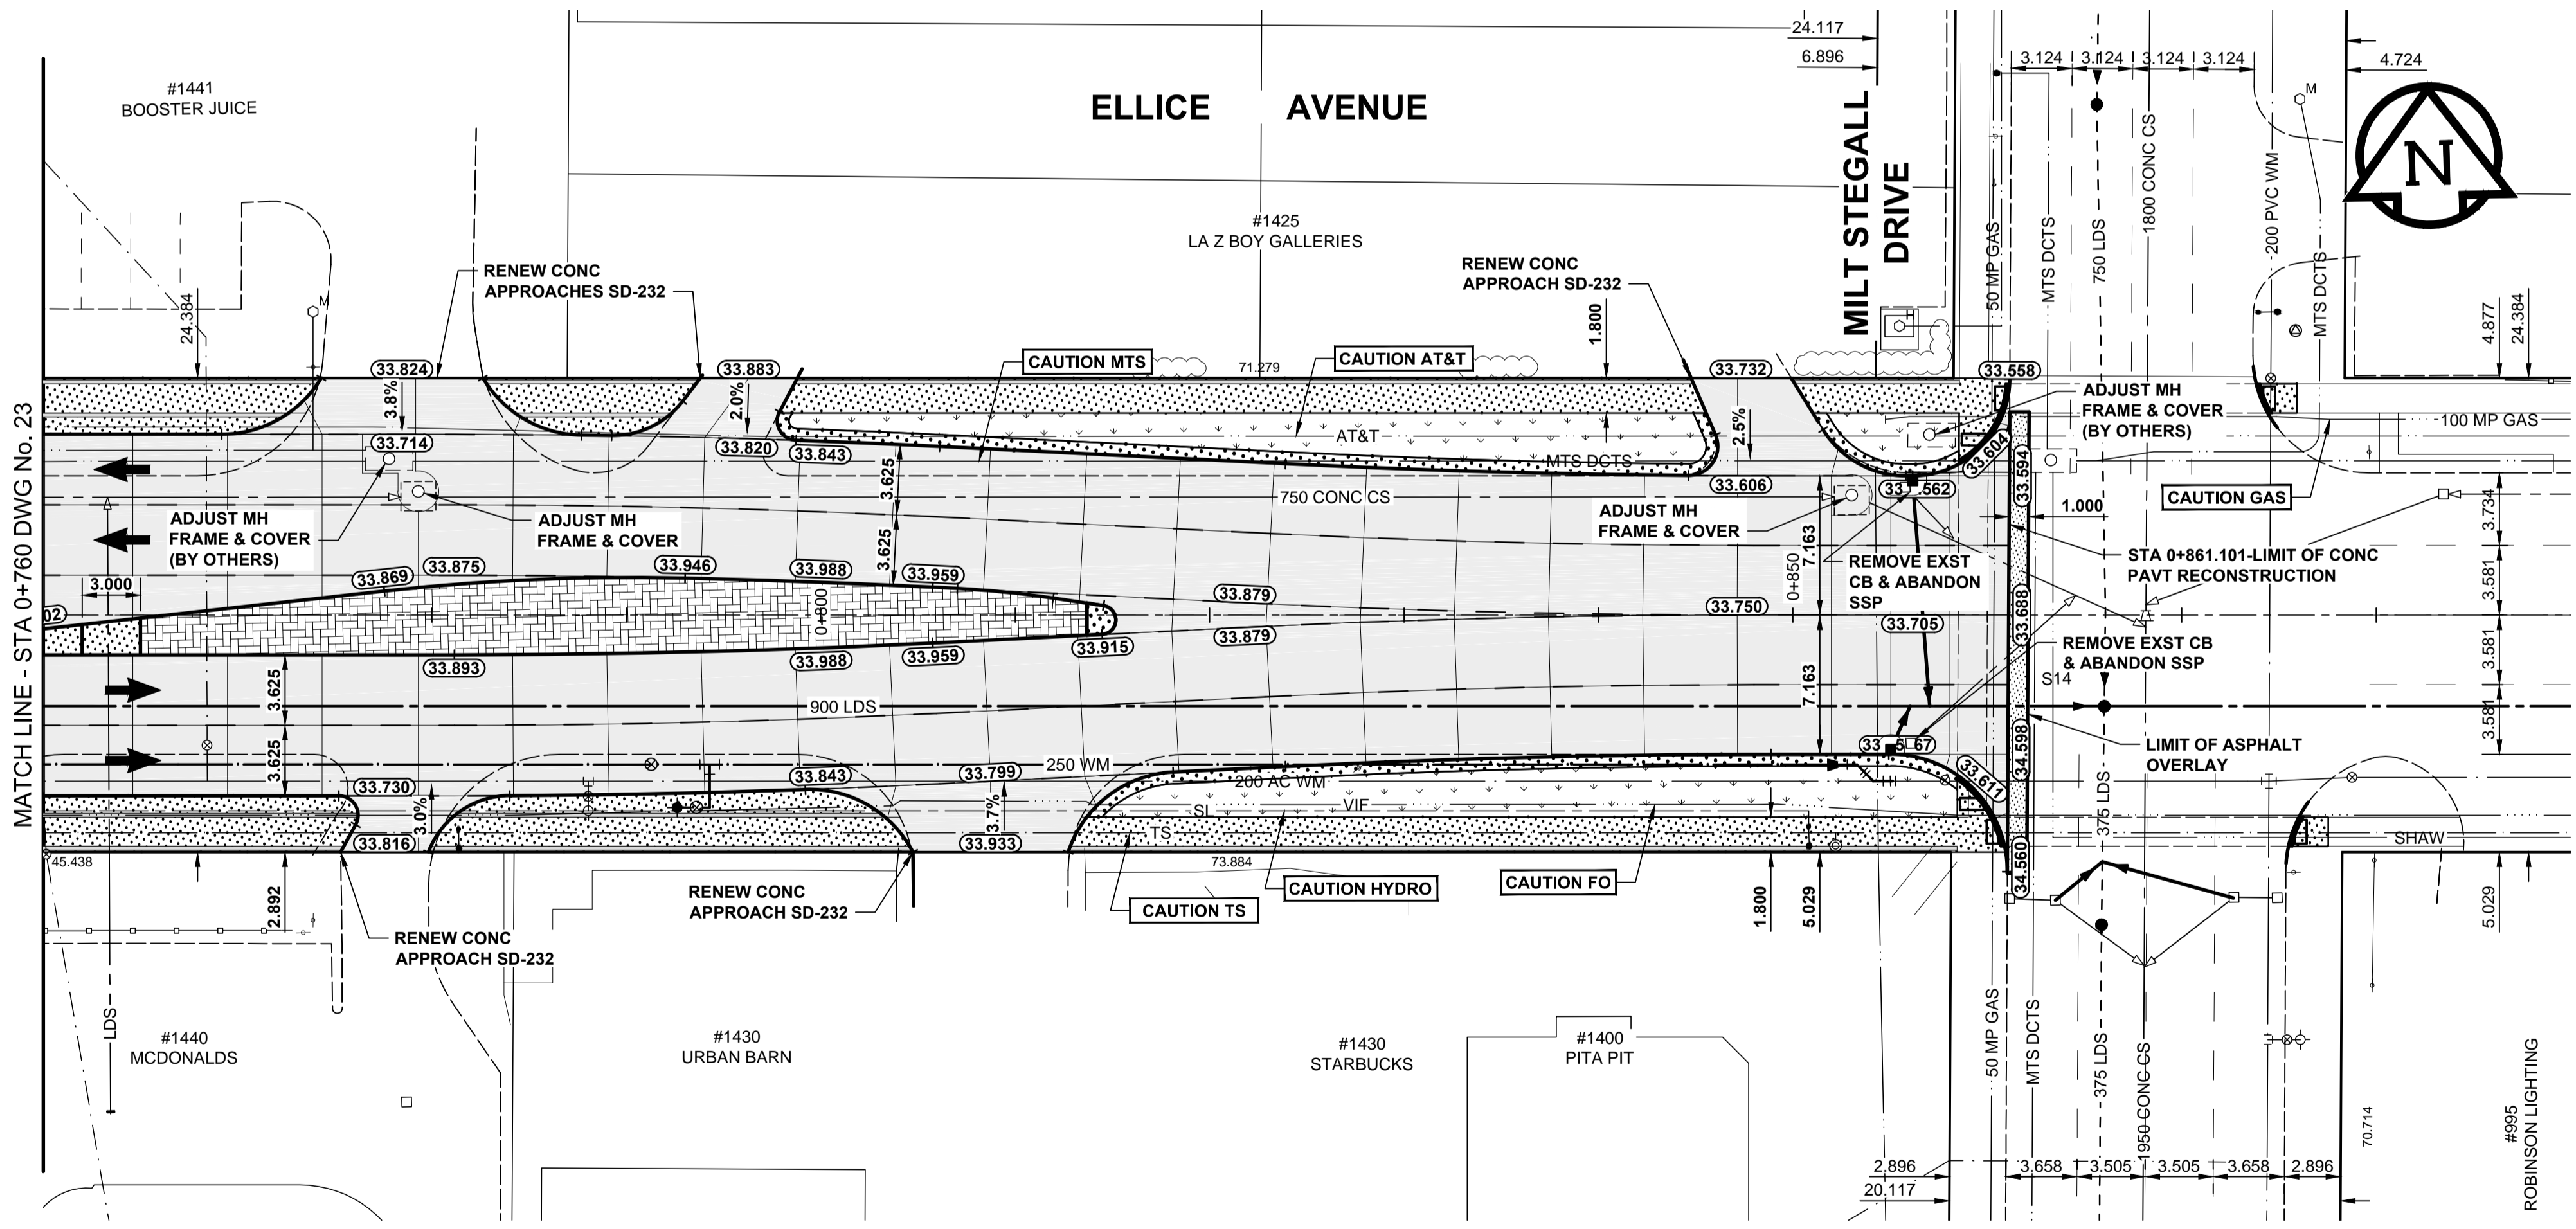 24.117
6.896
3.124
3.124
3.124
3.124
4.724
#1441
BOOSTER JUICE
ELLICE AVENUE
MILT STEGALL
DRIVE
N
M
M
50 MP GAS
MTS DCTS
750 LDS
1800 CONC CS
200 PVC WM
MTS DCTS
#1425
LA Z BOY GALLERIES
RENEW CONC
APPROACHES SD-232
RENEW CONC
APPROACH SD-232
H
24.384
1.800
4.877
24.384
CAUTION MTS
CAUTION AT&T
71.279
33.824
33.883
33.732
33.558
3.8%
2.0%
2.5%
ADJUST MH
FRAME & COVER
(BY OTHERS)
100 MP GAS
33.714
33.820
33.843
AT&T
MTS DCTS
33.606
33.604
33.594
CAUTION GAS
3.625
750 CONC CS
ADJUST MH
FRAME & COVER
(BY OTHERS)
ADJUST MH
FRAME & COVER
ADJUST MH
FRAME & COVER
1.000
3.734
3.625
7.163
0+850
REMOVE EXST
CB & ABANDON
SSP
STA 0+861.101-LIMIT OF CONC
PAVT RECONSTRUCTION
MATCH LINE - STA 0+760 DWG No. 23
3.000
33.869
33.875
33.946
33.988
33.959
33.879
33.750
3.581
02
0+800
33.688
33.705
33.893
33.988
33.959
33.915
33.879
REMOVE EXST CB
& ABANDON SSP
3.581
S14
3.625
900 LDS
7.163
3.581
34.598
LIMIT OF ASPHALT
OVERLAY
3.625
250 WM
33.730
33.843
33.799
200 AC WM
33.611
375 LDS
3.0%
3.7%
SL
VIF
TS
SHAW
33.816
33.933
34.560
45.438
73.884
2.892
RENEW CONC
APPROACH SD-232
CAUTION TS
CAUTION HYDRO
CAUTION FO
1.800
5.029
5.029
RENEW CONC
APPROACH SD-232
LDS
#1440
MCDONALDS
#1430
URBAN BARN
#1430
STARBUCKS
#1400
PITA PIT
50 MP GAS
MTS DCTS
375 LDS
1950 CONC CS
70.714
#995
ROBINSON LIGHTING
2.896
3.658
3.505
3.505
3.658
2.896
20.117